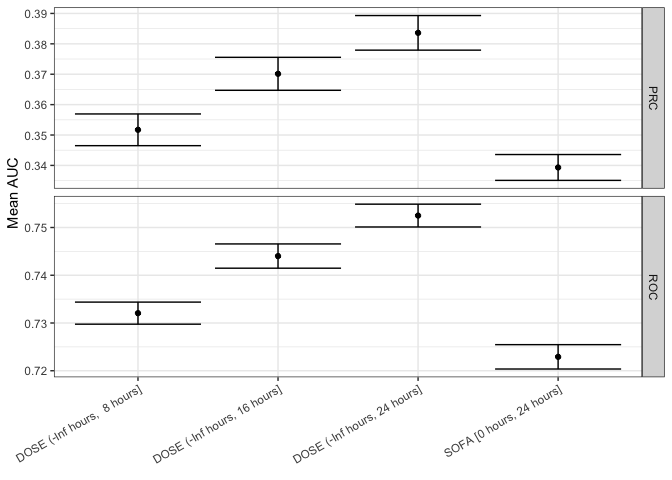 Mean AUC
0.39
0.38
0.37
0.36
0.35
0.34
PRC
0.75
0.74
0.73
0.72
ROC
DOSE (-Inf hours,  8 hours]
DOSE (-Inf hours, 16 hours]
DOSE (-Inf hours, 24 hours]
SOFA [0 hours, 24 hours]